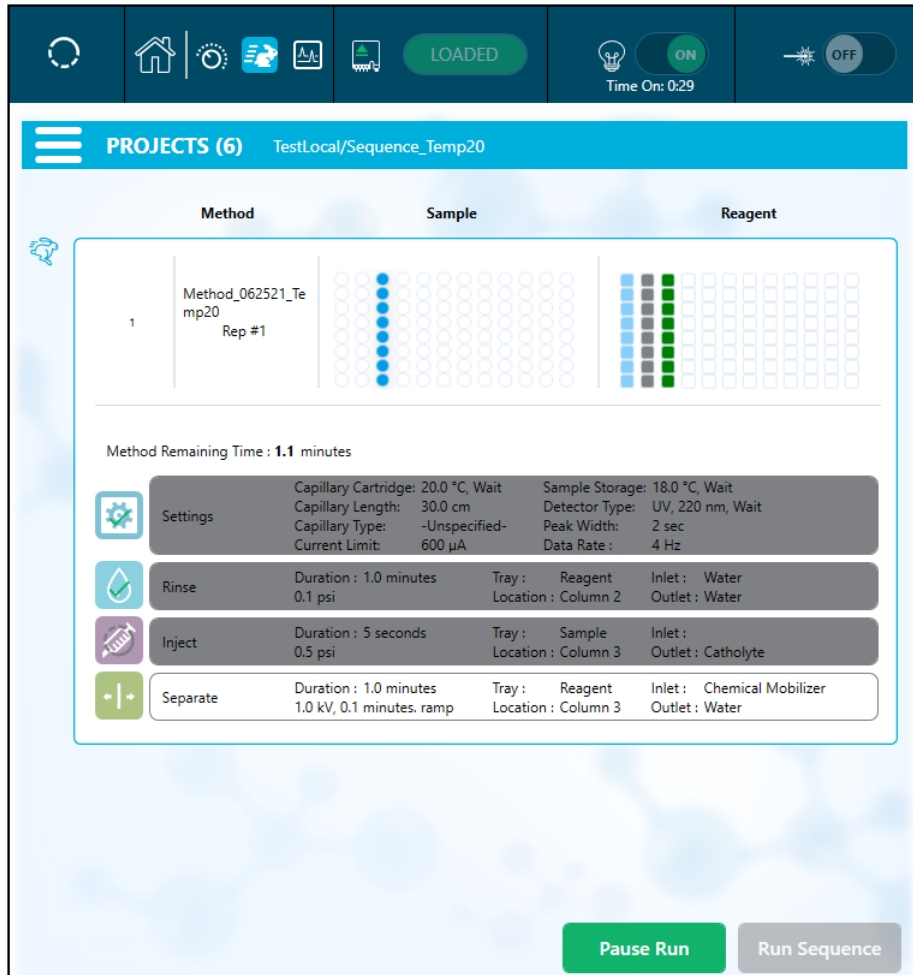 LOADED
ON
OFF
Time On: 0:29
PROJECTS (6) TestLocal/Sequence_Temp20
Method Sample Reagent
Method_062521_Te
1 mp20
Rep #1
Method Remaining Time : 1.1 minutes
Settings
Capillary Cartridge: 20.0 °C, Wait Sample Storage: 18.0 °C, Wait
Capillary Length: 30.0 cm Detector Type: UV, 220 nm, Wait
Capillary Type: -Unspecified- Peak Width: 2 sec
Current Limit: 600 µA Data Rate : 4 Hz
Rinse
Duration : 1.0 minutes Tray : Reagent Inlet : Water
0.1 psi Location : Column 2 Outlet : Water
Inject
Duration : 5 seconds Tray : Sample Inlet :
0.5 psi Location : Column 3 Outlet : Catholyte
Separate
Duration : 1.0 minutes Tray : Reagent Inlet : Chemical Mobilizer
1.0 kV, 0.1 minutes. ramp Location : Column 3 Outlet : Water
Pause Run Run Sequence